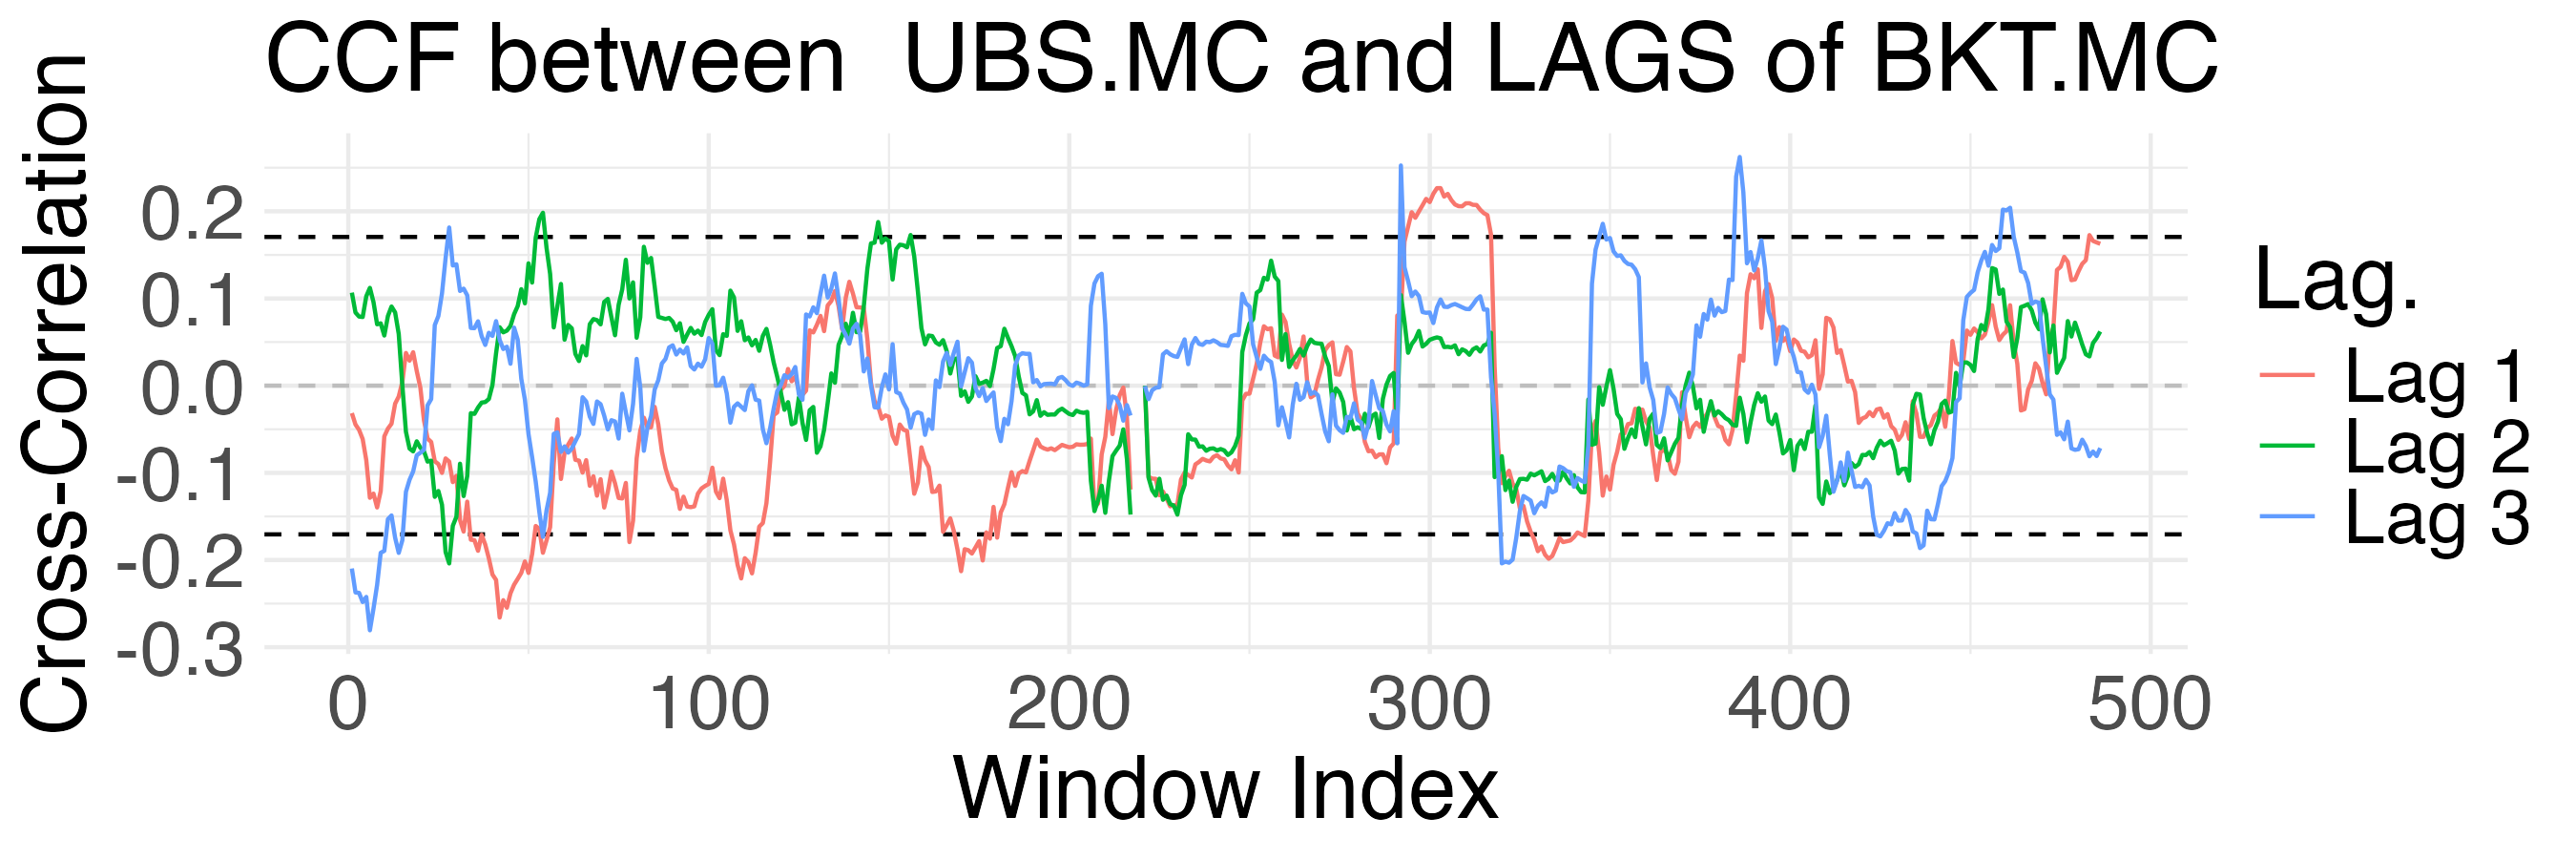 CCF between  UBS.MC and LAGS of BKT.MC
Cross-Correlation
0.2
0.1
0.0
-0.1
-0.2
-0.3
0 100 200 300 400 500
Window Index
Lag.
Lag 1
Lag 2
Lag 3